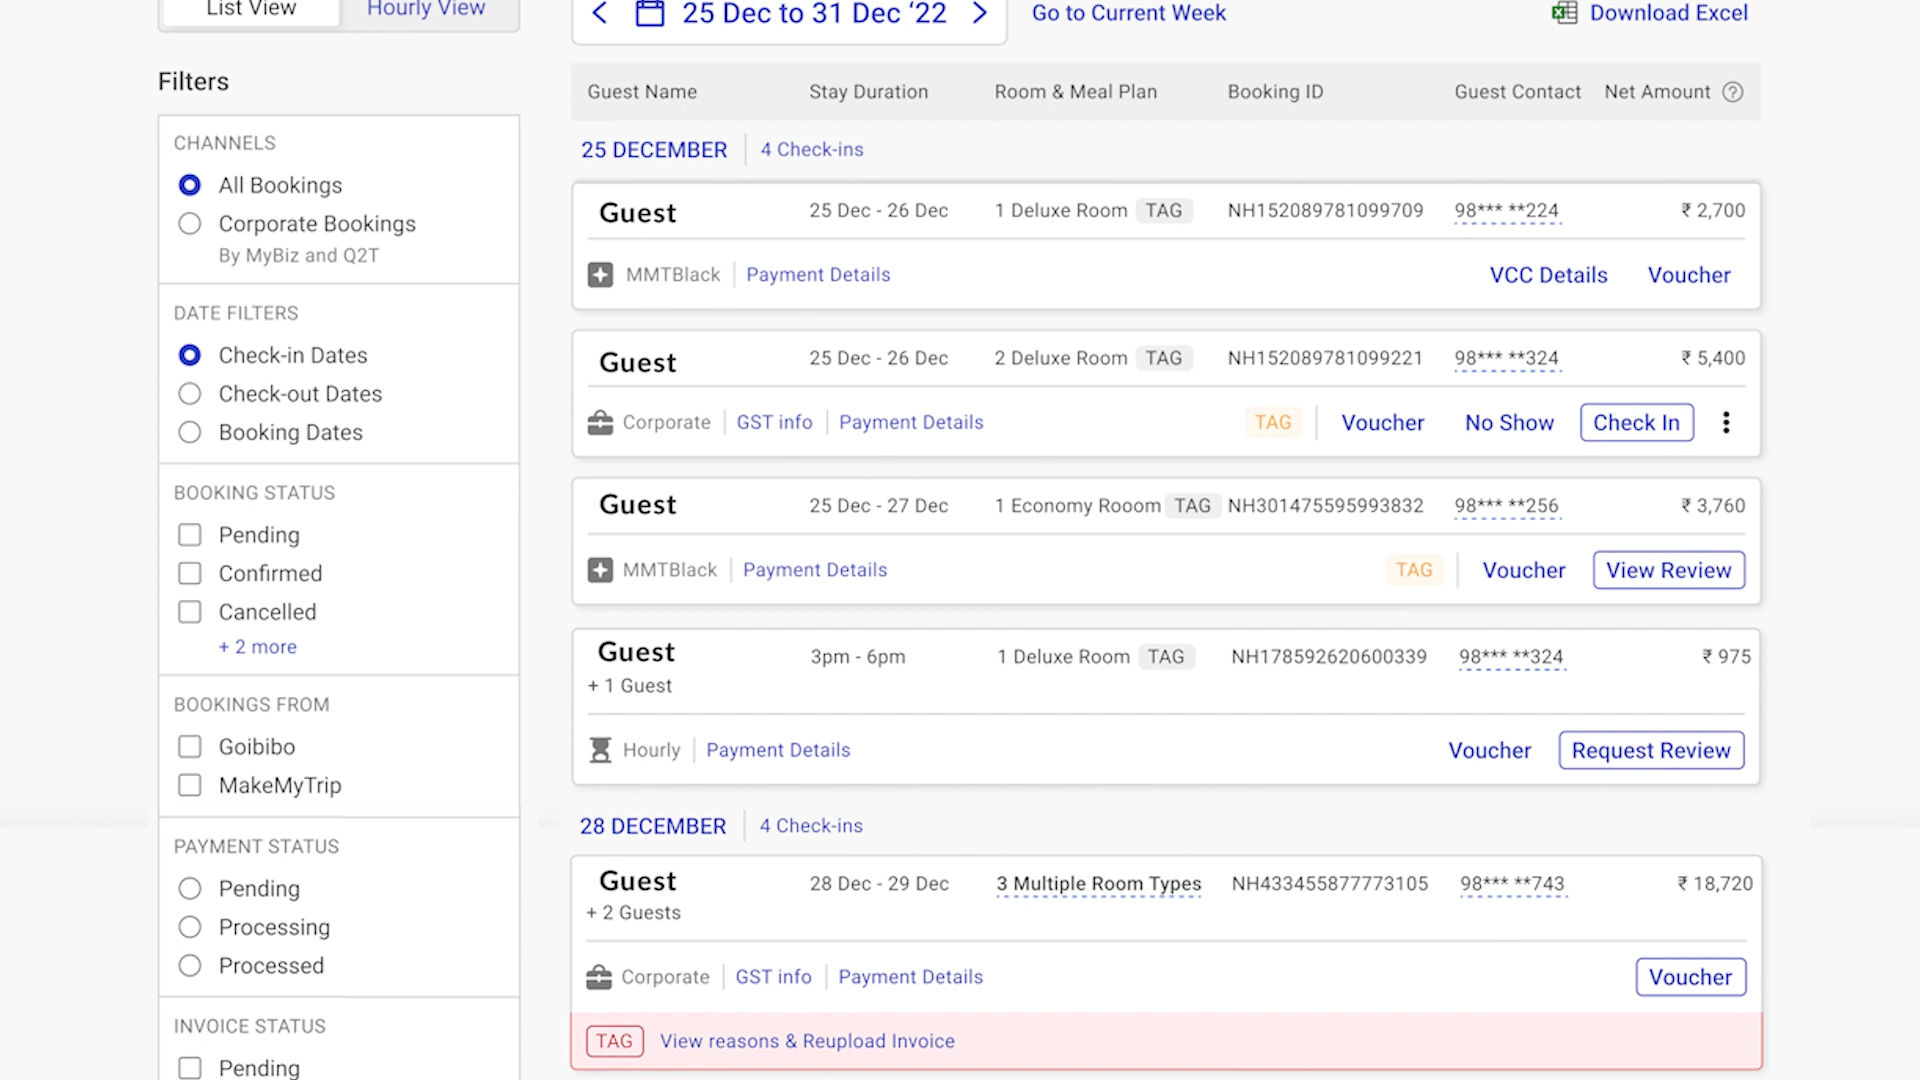 List View
Hourly View
25 Dec to 31 Dec ‘22
Go to Current Week
Download Excel
Filters
CHANNELS
All Bookings
Corporate Bookings
By MyBiz and Q2T
DATE FILTERS
Check-in Dates
Check-out Dates
Booking Dates
BOOKING STATUS
Pending
Confirmed
Cancelled
+ 2 more
BOOKINGS FROM
Goibibo
MakeMyTrip
PAYMENT STATUS
Pending
Processing
Processed
INVOICE STATUS
Pending
Guest Name Stay Duration Room & Meal Plan Booking ID Guest Contact Net Amount ?
25 DECEMBER 4 Check-ins
Guest 25 Dec - 26 Dec 1 Deluxe Room TAG NH152089781099709 98*** **224 ₹ 2,700
MMTBlack Payment Details VCC Details Voucher
Guest 25 Dec - 26 Dec 2 Deluxe Room TAG NH152089781099221 98*** **324 ₹ 5,400
Corporate GST info Payment Details TAG Voucher No Show Check In
Guest 25 Dec - 27 Dec 1 Economy Rooom TAG NH301475595993832 98*** **256 ₹ 3,760
MMTBlack Payment Details TAG Voucher View Review
Guest 3pm - 6pm 1 Deluxe Room TAG NH178592620600339 98*** **324 ₹ 975
+ 1 Guest
Hourly Payment Details Voucher Request Review
28 DECEMBER 4 Check-ins
Guest 28 Dec - 29 Dec 3 Multiple Room Types NH433455877773105 98*** **743 ₹ 18,720
+ 2 Guests
Corporate GST info Payment Details Voucher
TAG View reasons & Reupload Invoice